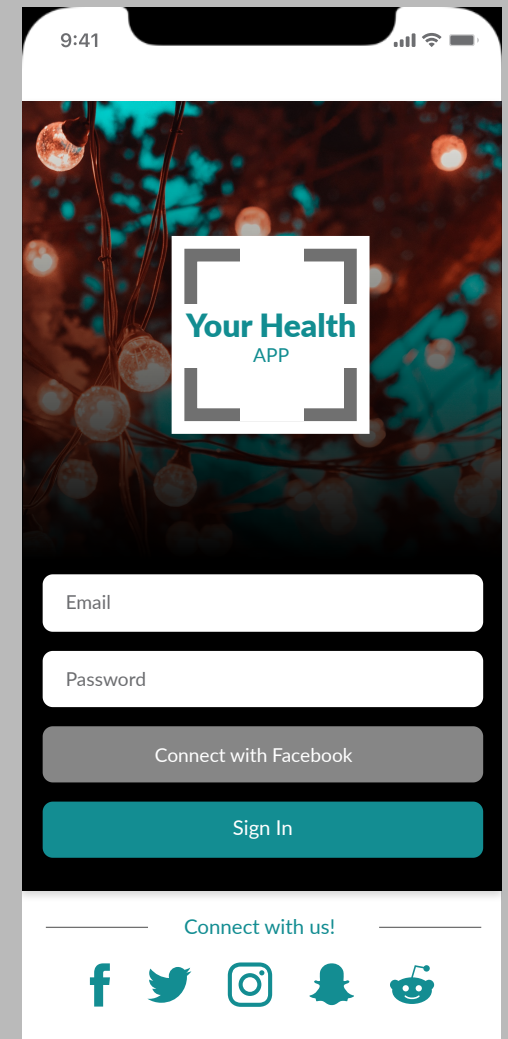 9:41
Your Health
APP
Email
Password
Connect with Facebook
Sign In
Connect with us!